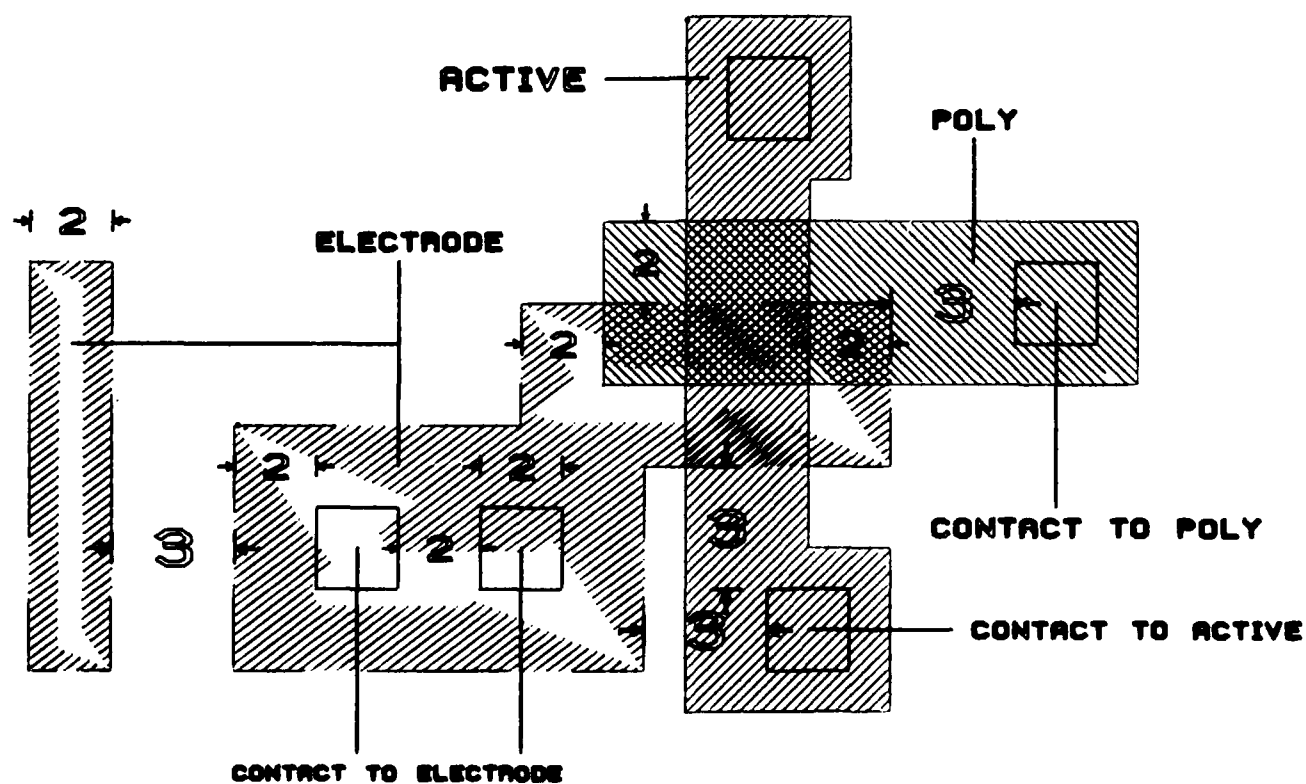 ACTIVE
POLY
2
ELECTRODE
2
3
2
2
2
2
3
3
2
CONTACT TO POLY
3
CONTACT TO ACTIVE
CONTACT TO ELECTRODE